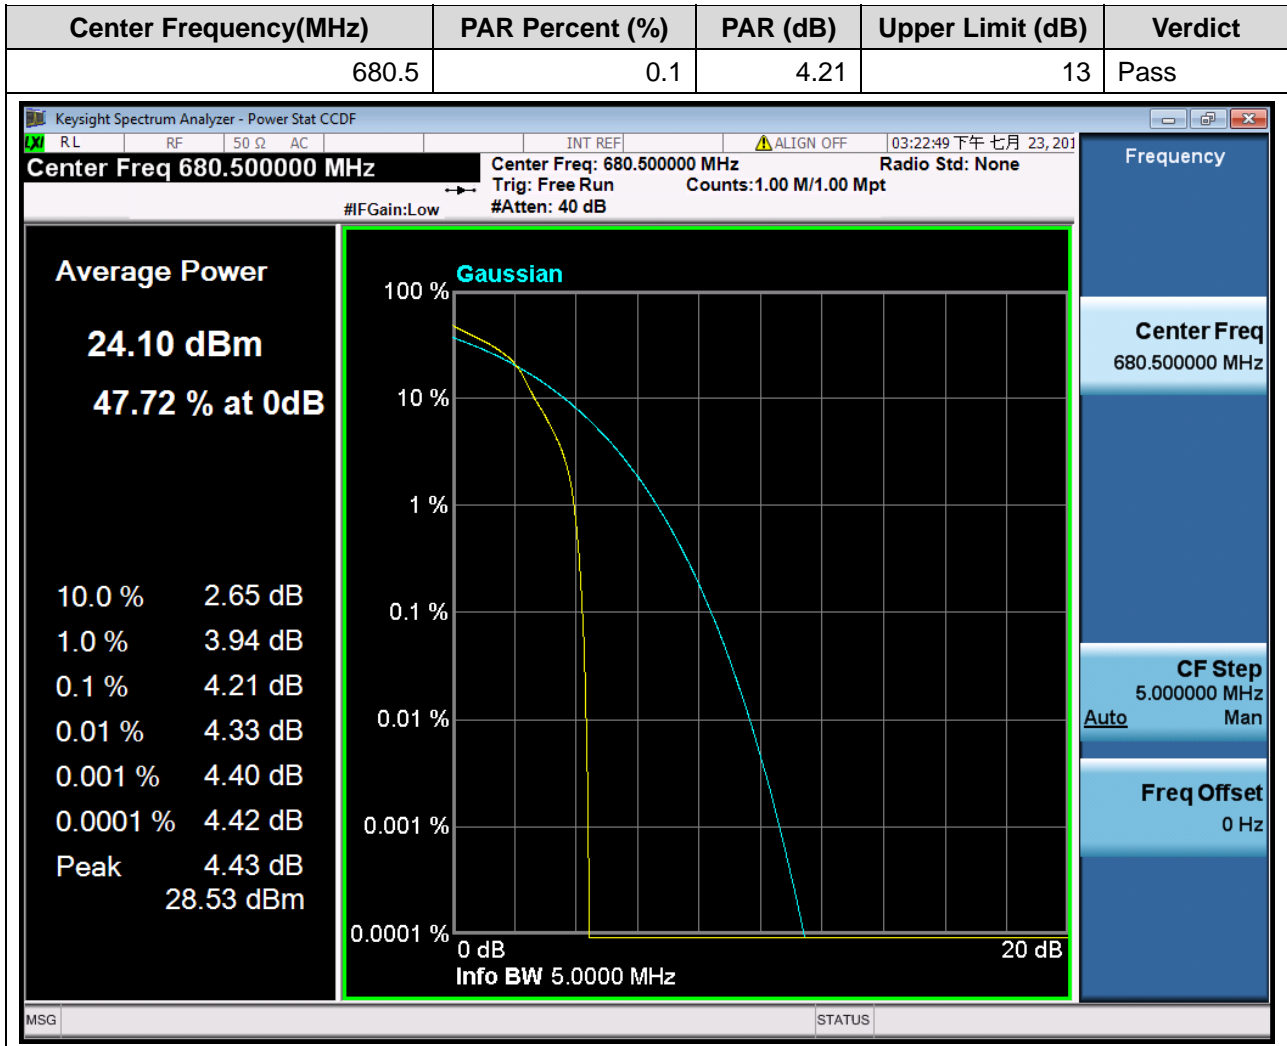 Center Frequency(MHz) PAR Percent (%) PAR (dB) Upper Limit (dB) Verdict
680.5 0.1 4.21 13 Pass
Keysight Spectrum Analyzer - Power Stat CCDF
LXI RL RF 50 Ω AC INT REF ALIGN OFF 03:22:49 下午 七月 23, 201
Center Freq 680.500000 MHz
Center Freq: 680.500000 MHz Radio Std: None
Trig: Free Run Counts:1.00 M/1.00 Mpt
#IFGain:Low #Atten: 40 dB
Average Power
24.10 dBm
47.72 % at 0dB
10.0 % 2.65 dB
1.0 % 3.94 dB
0.1 % 4.21 dB
0.01 % 4.33 dB
0.001 % 4.40 dB
0.0001 % 4.42 dB
Peak 4.43 dB
28.53 dBm
Gaussian
100 %
10 %
1 %
0.1 %
0.01 %
0.001 %
0.0001 %
0 dB 20 dB
Info BW 5.0000 MHz
Frequency
Center Freq
680.500000 MHz
CF Step
5.000000 MHz
Auto Man
Freq Offset
0 Hz
MSG STATUS